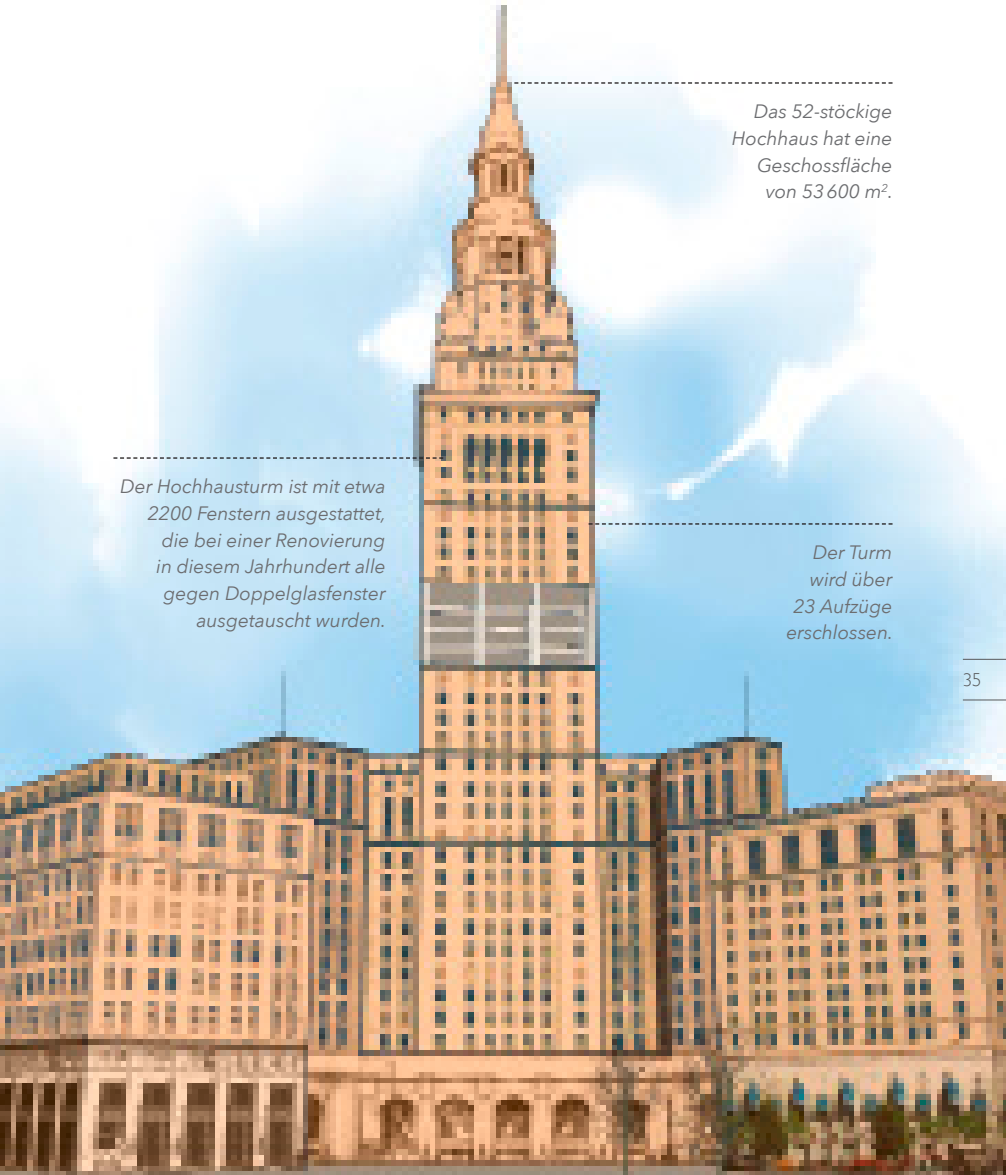 Das 52-stöckige
Hochhaus hat eine
Geschossfläche
von 53 600 m².
Der Hochhausturm ist mit etwa
2200 Fenstern ausgestattet,
die bei einer Renovierung
in diesem Jahrhundert alle
gegen Doppelglasfenster
ausgetauscht wurden.
Der Turm
wird über
23 Aufzüge
erschlossen.
35